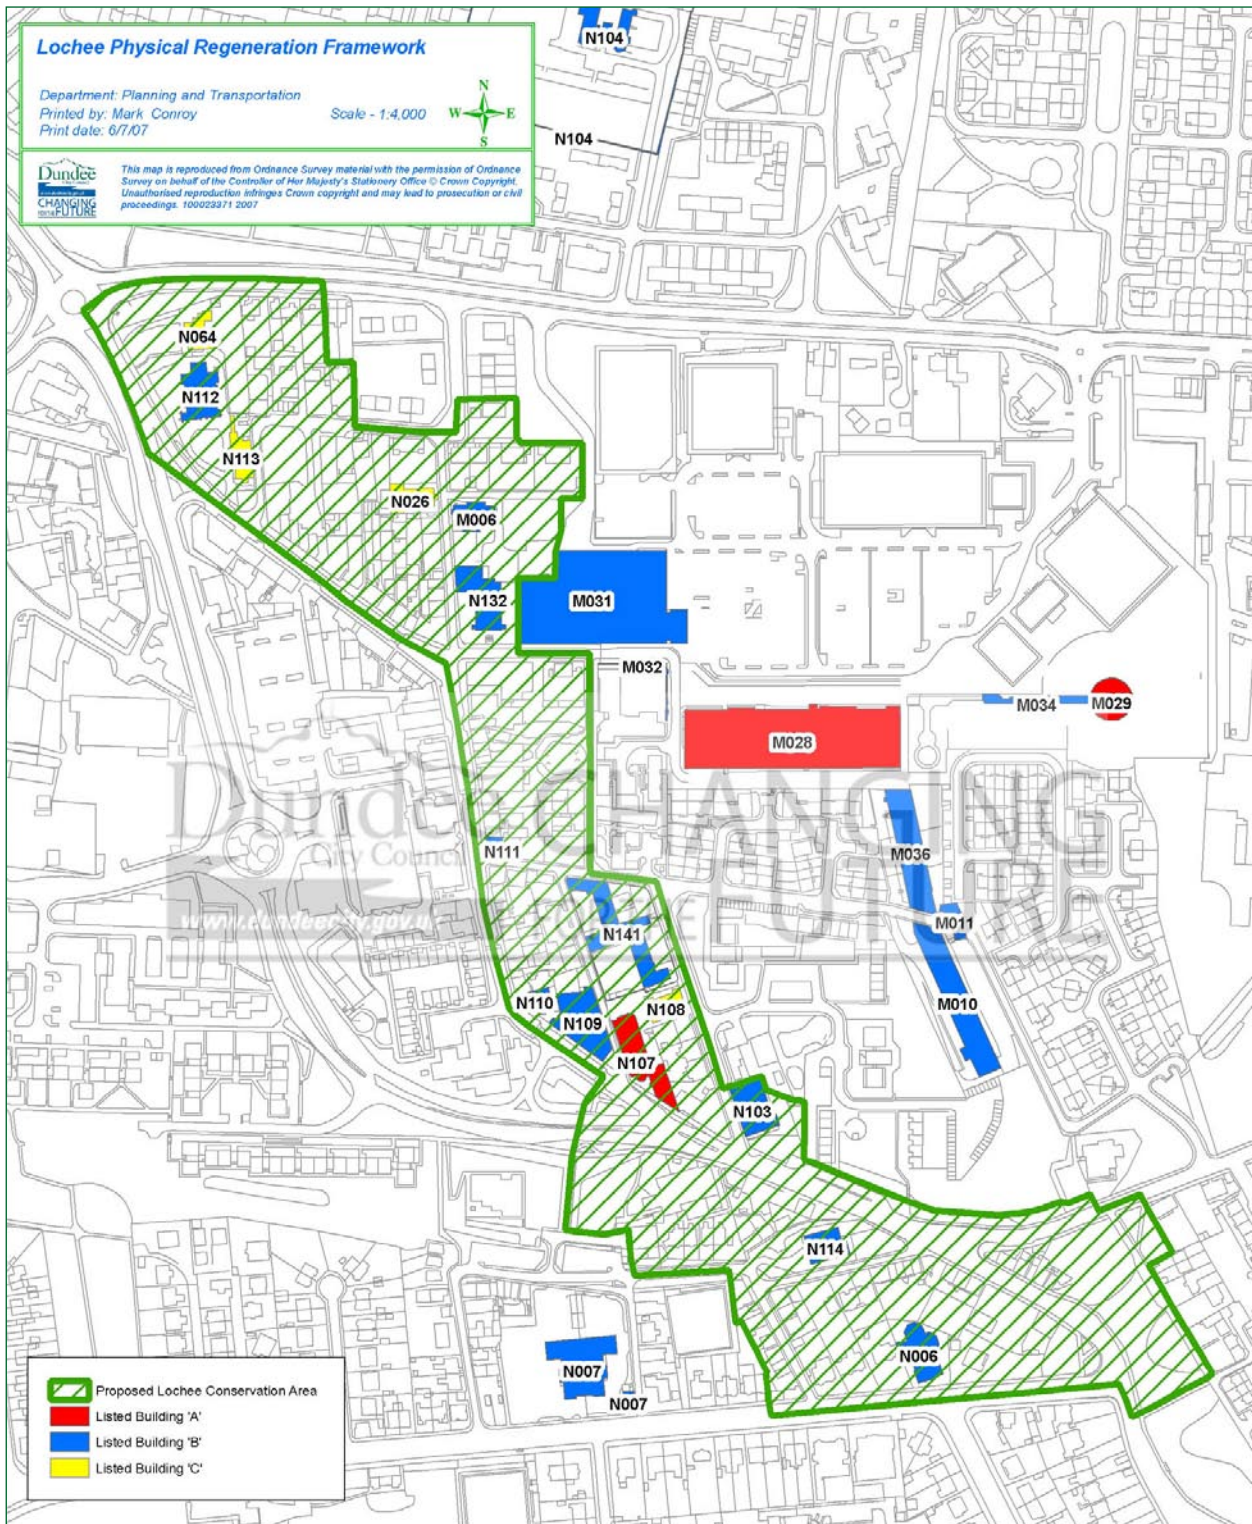 Lochee Physical Regeneration Framework
Department: Planning and Transportation
Printed by: Mark Conroy
Scale - 1:4,000
Print date: 6/7/07
N
W
E
S
Dundee
CHANGING
FOR THE FUTURE
This map is reproduced from Ordnance Survey material with the permission of Ordnance
Survey on behalf of the Controller of Her Majesty's Stationery Office © Crown Copyright.
Unauthorised reproduction infringes Crown copyright and may lead to prosecution or civil
proceedings. 100023371 2007
N104
N104
N064
N112
N113
N026
M006
N132
M031
M032
M034
M029
M028
Dundee CHANGING
City Council
FOR THE FUTURE
www.dundeecity.gov.uk
N111
M036
M011
N141
M010
N110
N108
N109
N107
N103
N114
N006
N007
N007
Proposed Lochee Conservation Area
Listed Building 'A'
Listed Building 'B'
Listed Building 'C'